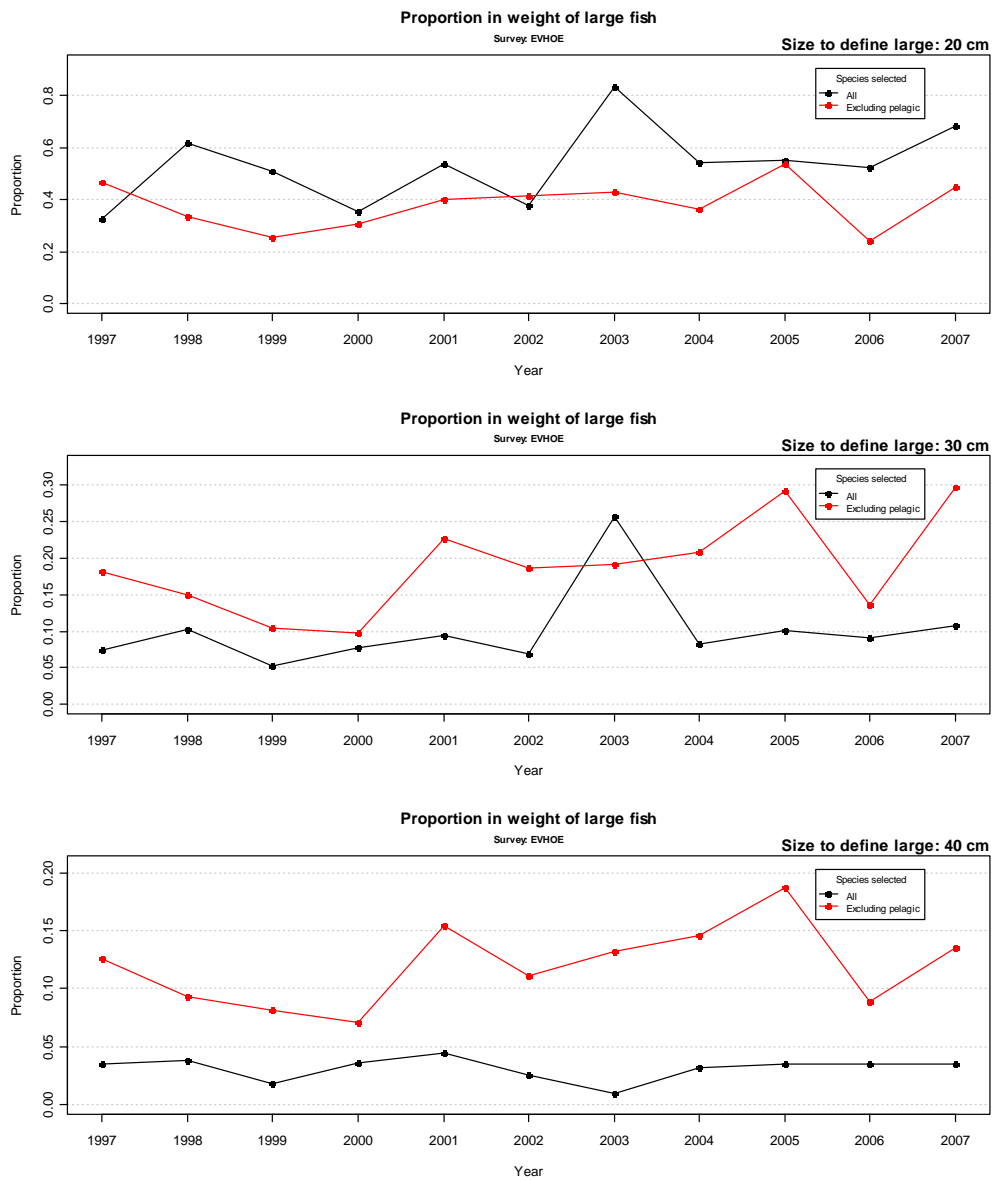 Proportion in weight of large fish
Survey: EVHOE
Size to define large: 20 cm
Species selected
All
Excluding pelagic
Proportion
0.8
0.6
0.4
0.2
0.0
1997 1998 1999 2000 2001 2002 2003 2004 2005 2006 2007
Year
Proportion in weight of large fish
Survey: EVHOE
Size to define large: 30 cm
Species selected
All
Excluding pelagic
Proportion
0.30
0.25
0.20
0.15
0.10
0.05
0.00
1997 1998 1999 2000 2001 2002 2003 2004 2005 2006 2007
Year
Proportion in weight of large fish
Survey: EVHOE
Size to define large: 40 cm
Species selected
All
Excluding pelagic
Proportion
0.20
0.15
0.10
0.05
0.00
1997 1998 1999 2000 2001 2002 2003 2004 2005 2006 2007
Year